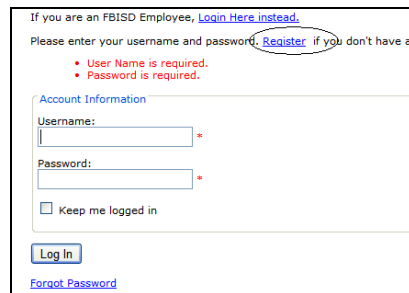 If you are an FBISD Employee, Login Here instead.
Please enter your username and password. Register if you don't have a
• User Name is required.
• Password is required.
Account Information
Username:
*
Password:
*
Keep me logged in
Log In
Forgot Password